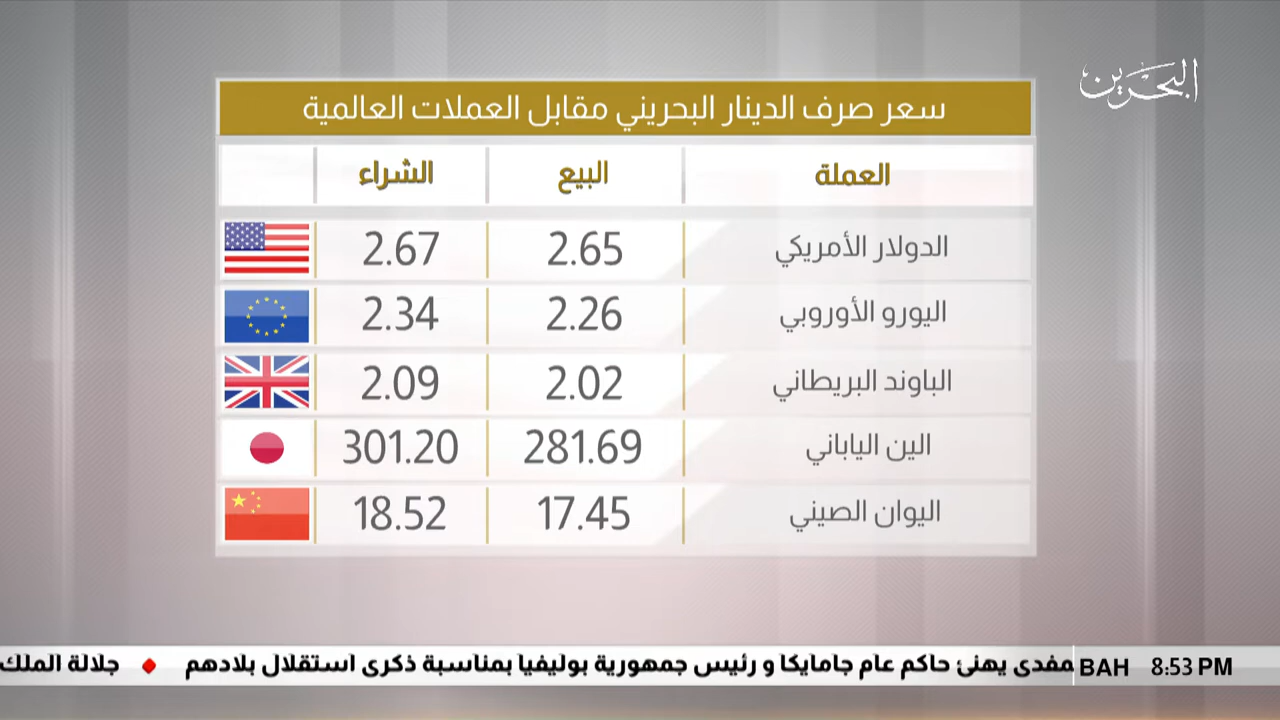 البحرين
سعر صرف الدينار البحريني مقابل العملات العالمية
العملة البيع الشراء
الدولار الأمريكي 2.65 2.67
اليورو الأوروبي 2.26 2.34
الباوند البريطاني 2.02 2.09
الين الياباني 281.69 301.20
اليوان الصيني 17.45 18.52
8:53 PM BAH مفدى يهنئ حاكم عام جامايكا و رئيس جمهورية بوليفيا بمناسبة ذكرى استقلال بلادهم جلالة الملك